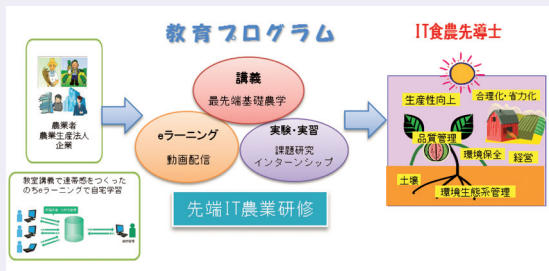 教育プログラム
IT食農先導士
農業者
農業生産法人
企業
講義
最先端基礎農学
eラーニング
動画配信
実験・実習
課題研究
インターンシップ
先端IT農業研修
教室講義で連帯感をつくった
のちeラーニングで自宅学習
生産性向上
合理化・省力化
品質管理
環境保全
経営
土壌
環境生態系管理